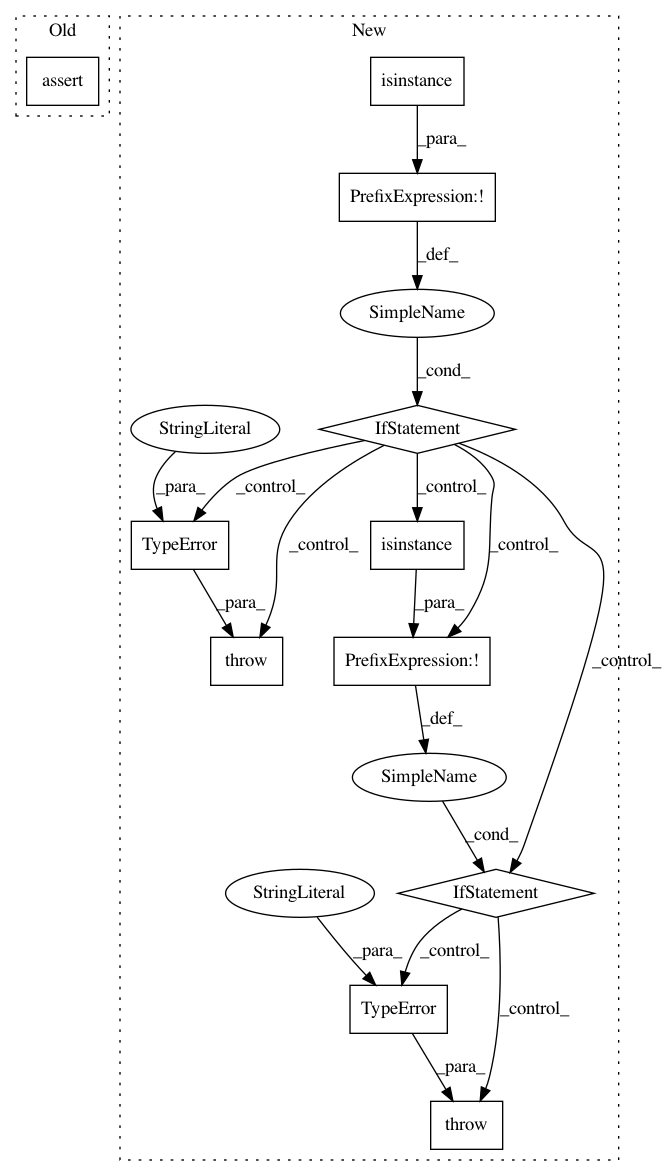 Old
New
assert
isinstance
_para_
PrefixExpression:!
_def_
SimpleName
_cond_
StringLiteral
IfStatement
_para_
_control_
_control_
_control_
_control_
TypeError
isinstance
_para_
_para_
throw
PrefixExpression:!
_control_
_def_
SimpleName
_cond_
StringLiteral
IfStatement
_para_
_control_
TypeError
_control_
_para_
throw